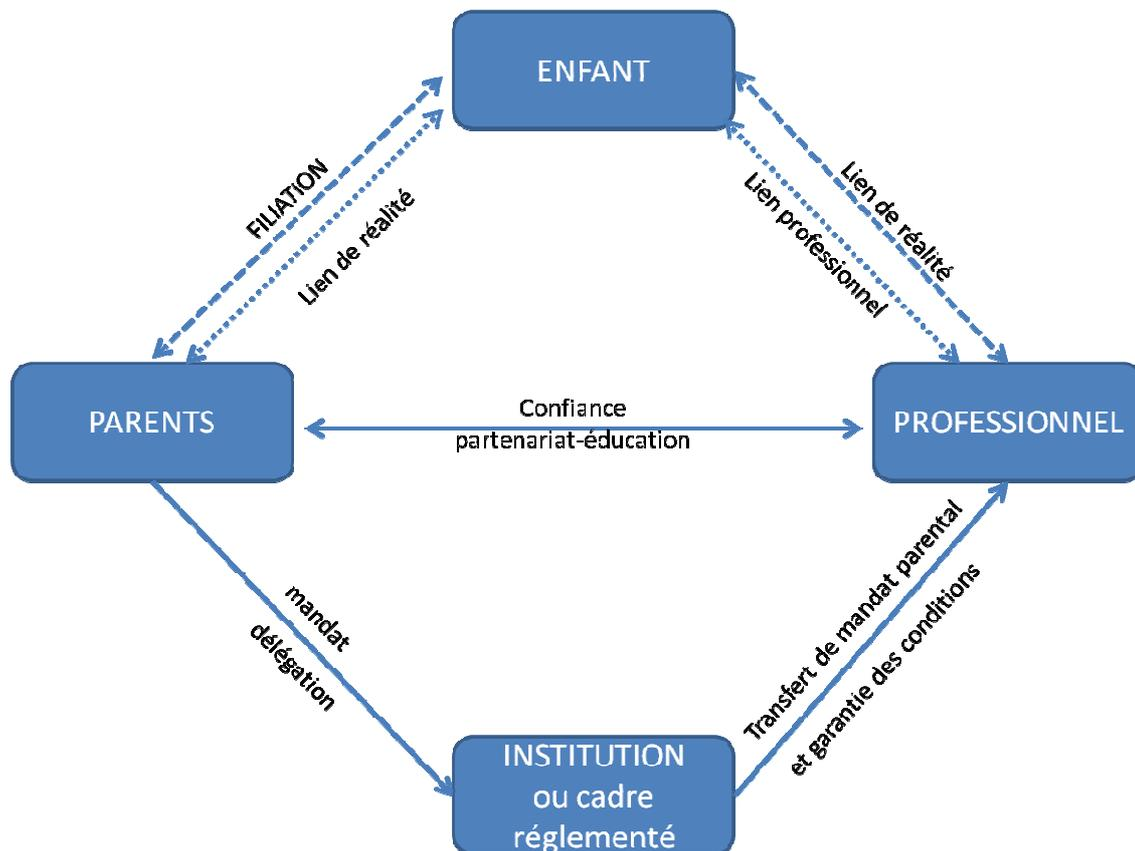 ENFANT
FILIATION
Lien de réalité
Lien de réalité
Lien professionnel
PARENTS
Confiance
partenariat-éducation
PROFESSIONNEL
mandat
délégation
Transfert de mandat parental
et garantie des conditions
INSTITUTION
ou cadre
réglementé